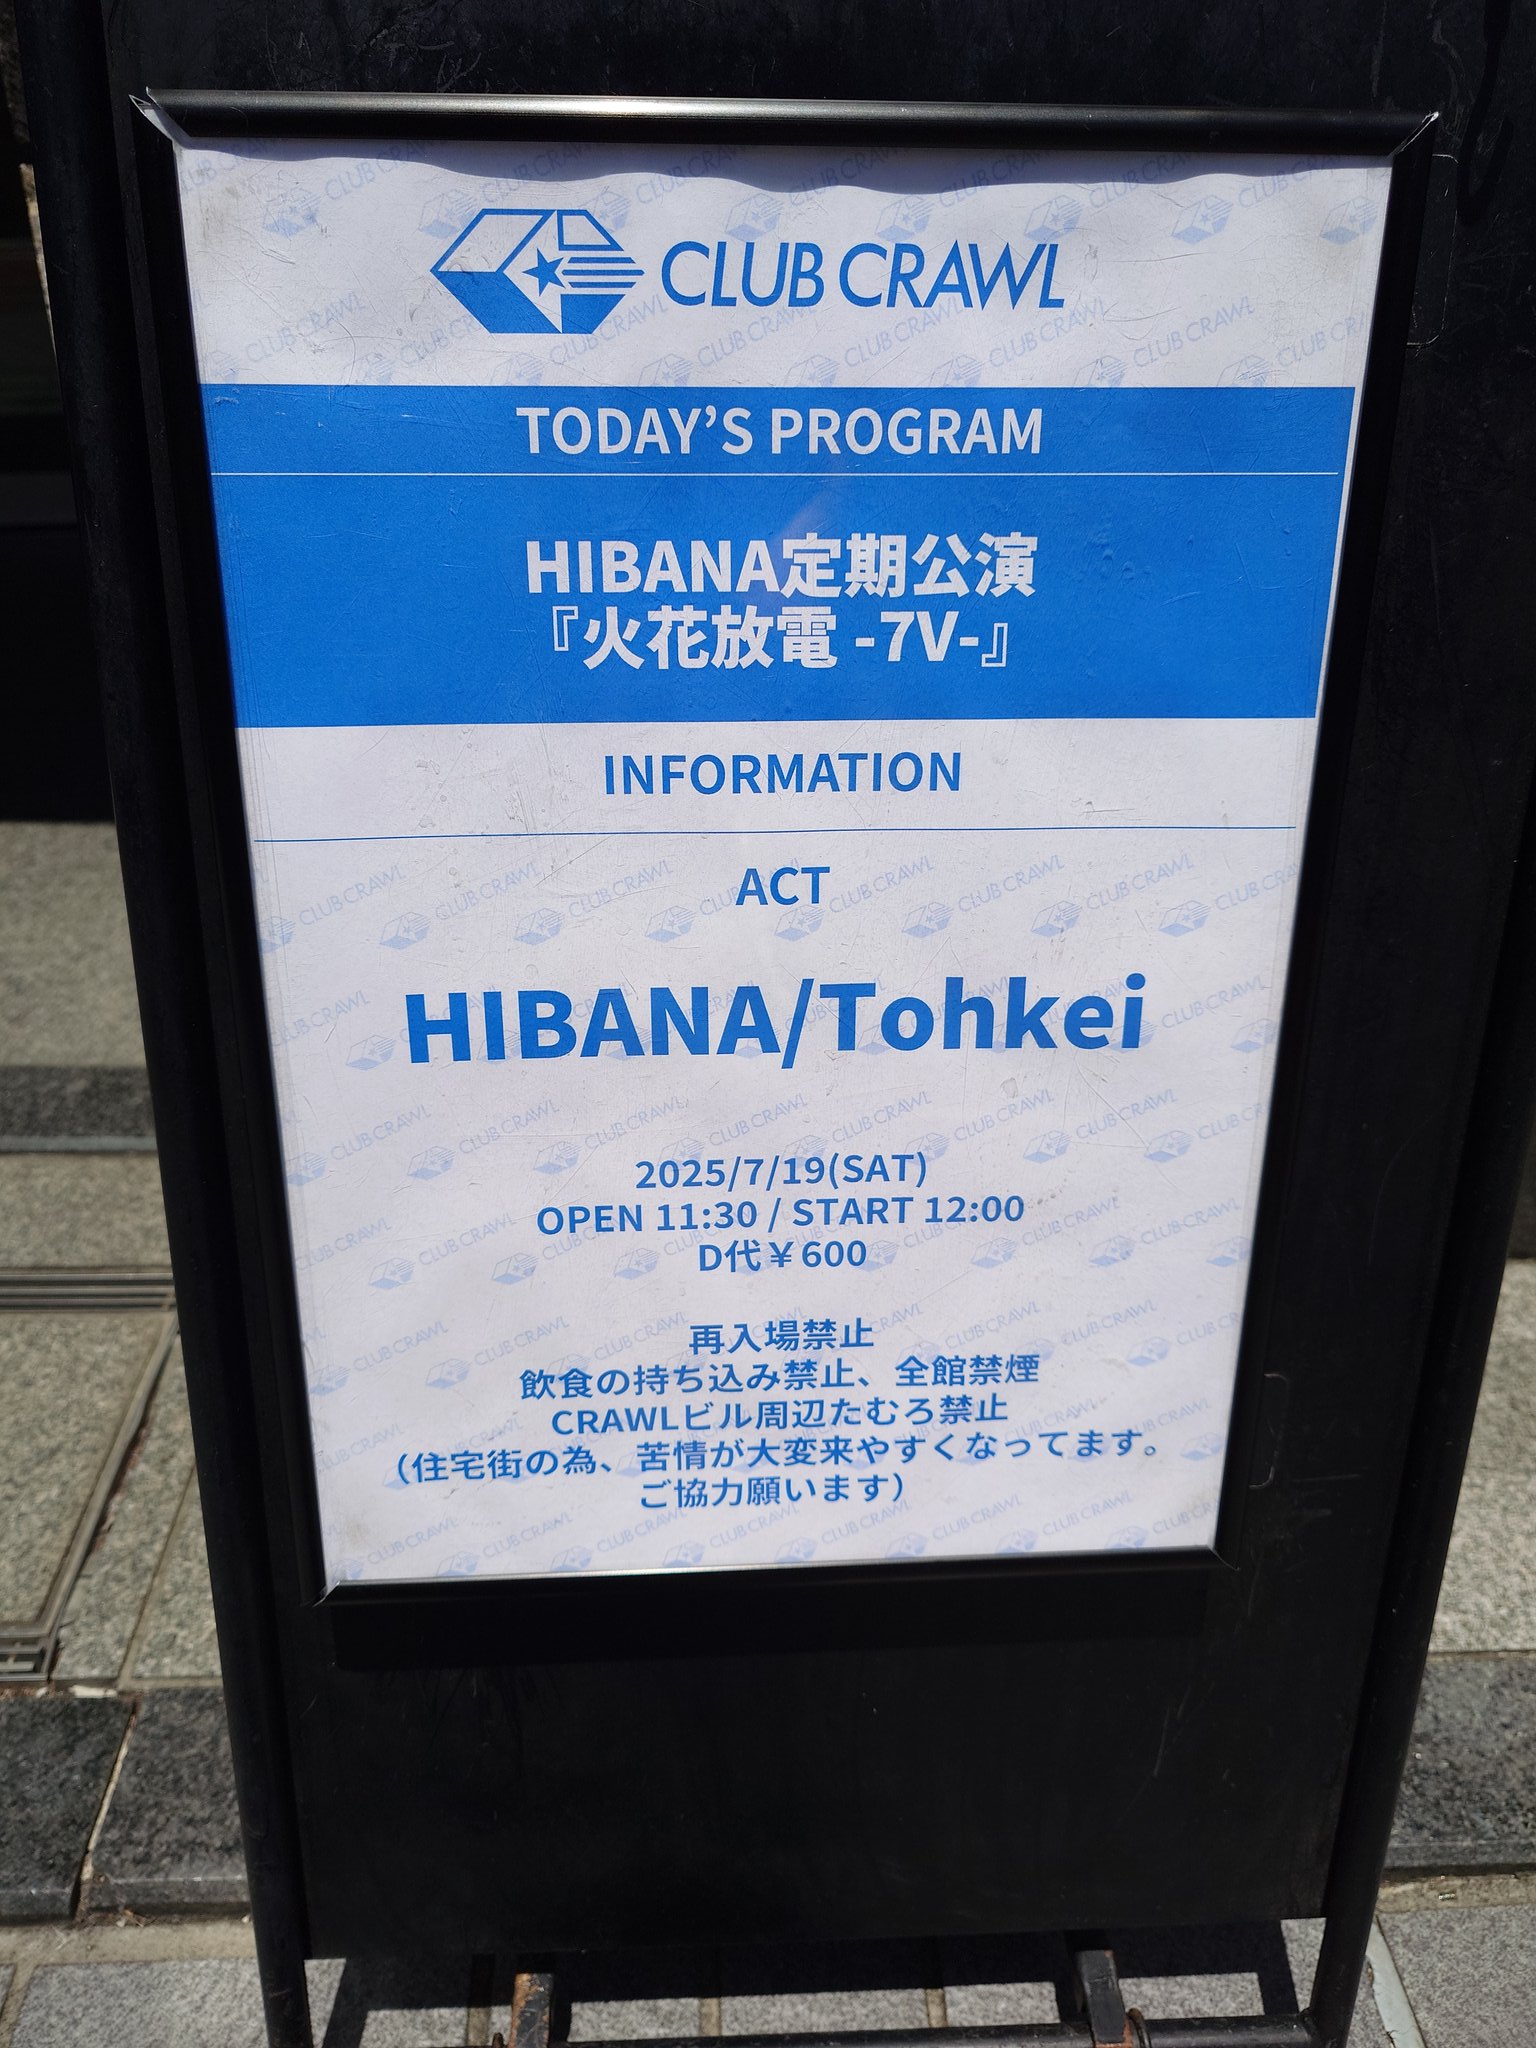 CLUB CRAWL
TODAY'S PROGRAM
HIBANA定期公演
『火花放電 -7V-』
INFORMATION
ACT
HIBANA/Tohkei
2025/7/19(SAT)
OPEN 11:30 / START 12:00
D代￥600
再入場禁止
飲食の持ち込み禁止、全館禁煙
CRAWLビル周辺たむろ禁止
（住宅街の為、苦情が大変来やすくなってます。
ご協力願います）